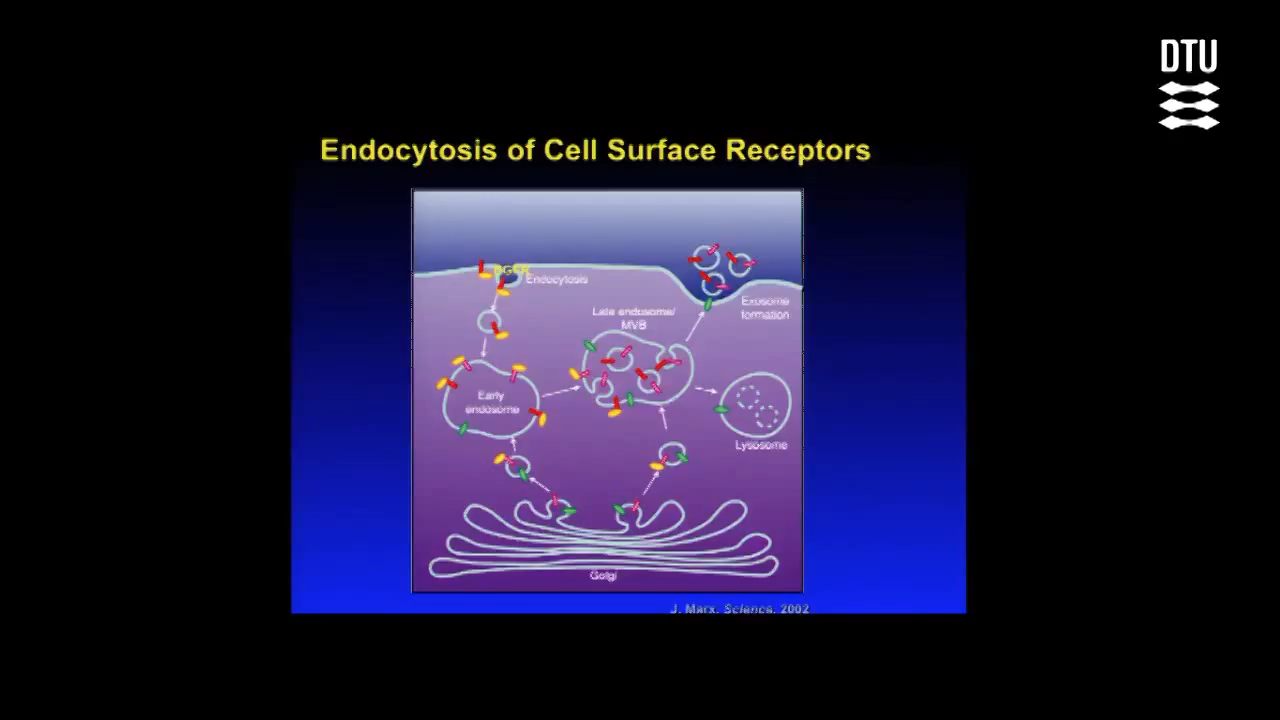 DTU
Endocytosis of Cell Surface Receptors
EGFR
Endocytosis
Late endosome/
MVB
Exosome
formation
Early
endosome
Lysosome
Golgi
J. Marx, Science, 2002